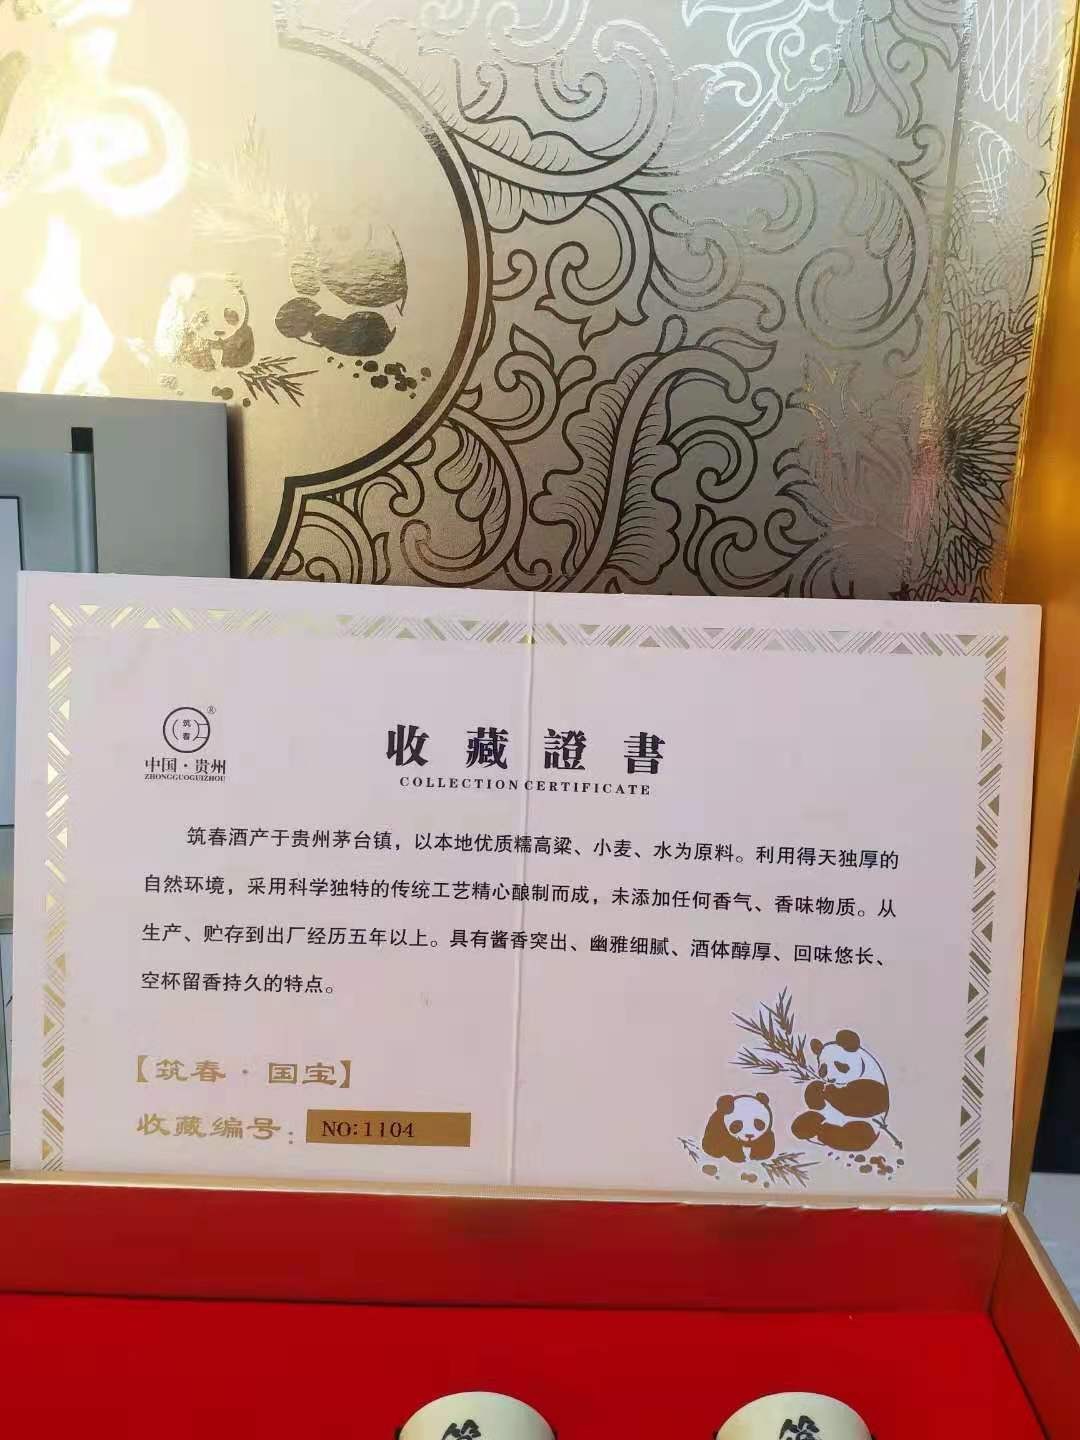 筑
春
®
中国·贵州
ZHONGGUOGUIZHOU
收藏證書
COLLECTION CERTIFICATE
筑春酒产于贵州茅台镇，以本地优质糯高粱、小麦、水为原料。利用得天独厚的
自然环境，采用科学独特的传统工艺精心酿制而成，未添加任何香气、香味物质。从
生产、贮存到出厂经历五年以上。具有酱香突出、幽雅细腻、酒体醇厚、回味悠长、
空杯留香持久的特点。
【筑春·国宝】
收藏编号：NO:1104
筑
筑